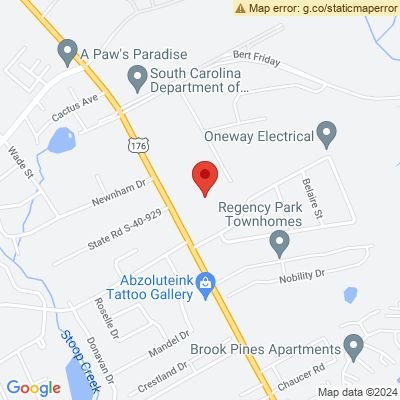 Map error: g.co/staticmaperror
A Paw's Paradise
Bert Friday
South Carolina
Department of...
Cactus Ave
Oneway Electrical
176
Wade St
Newnham Dr
Belaire St
Regency Park
Townhomes
State Rd S-40-929
Abzoluteink
Tattoo Gallery
Nobility Dr
Roselle Dr
Stoop Creek
Donavan Dr
Mandel Dr
Brook Pines Apartments
Crestland Dr
Chaucer Rd
Google
Map data ©2024